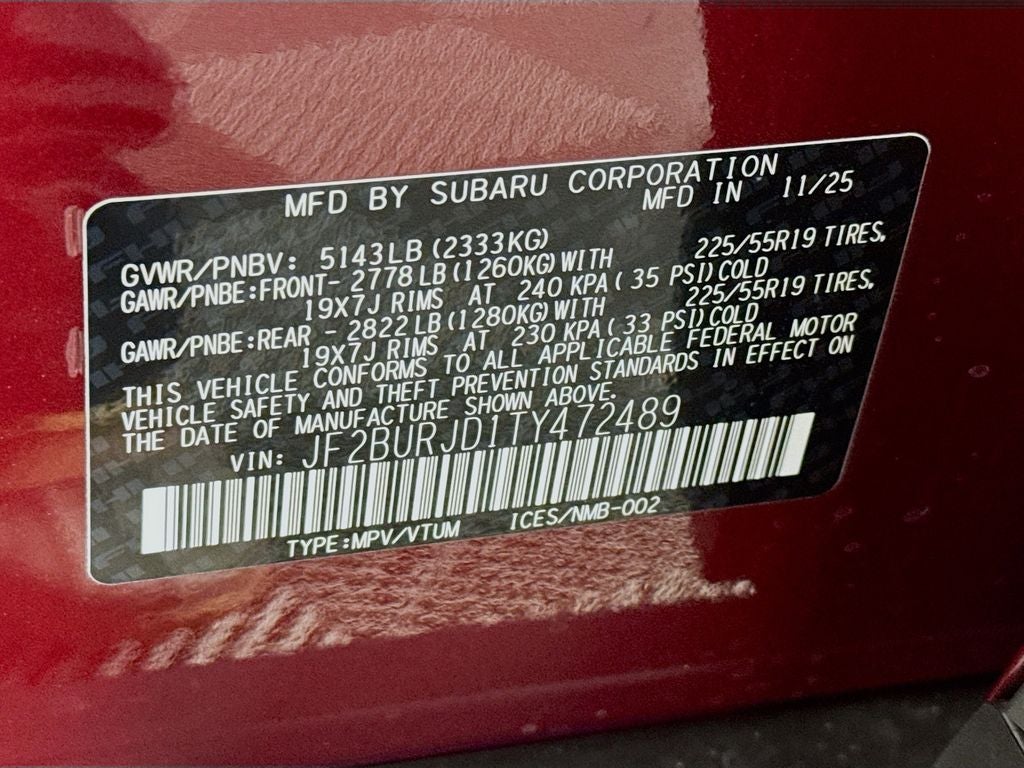 MFD BY SUBARU CORPORATION
MFD IN 11/25
GVWR/PNBV: 5143LB (2333KG)
GAWR/PNBE:FRONT- 2778LB(1260KG)WITH 225/55R19 TIRES,
19X7J RIMS AT 240 KPA( 35 PSI)COLD
GAWR/PNBE:REAR - 2822LB(1280KG)WITH 225/55R19 TIRES,
19X7J RIMS AT 230 KPA( 33 PSI)COLD
THIS VEHICLE CONFORMS TO ALL APPLICABLE FEDERAL MOTOR
VEHICLE SAFETY AND THEFT PREVENTION STANDARDS IN EFFECT ON
THE DATE OF MANUFACTURE SHOWN ABOVE.
VIN: JF2BURJD1TY472489
TYPE:MPV/VTUM ICES/NMB-002